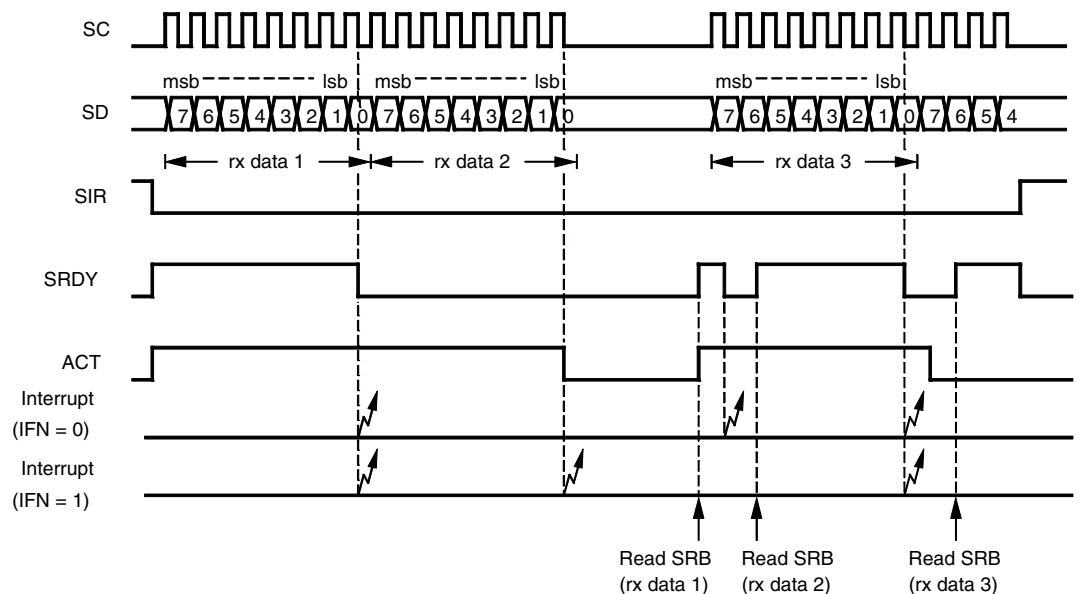 SC
msb lsb msb lsb msb lsb
SD 7 6 5 4 3 2 1 0 7 6 5 4 3 2 1 0 7 6 5 4 3 2 1 0 7 6 5 4
rx data 1 rx data 2 rx data 3
SIR
SRDY
ACT
Interrupt
(IFN = 0)
Interrupt
(IFN = 1)
Read SRB Read SRB Read SRB
(rx data 1) (rx data 2) (rx data 3)